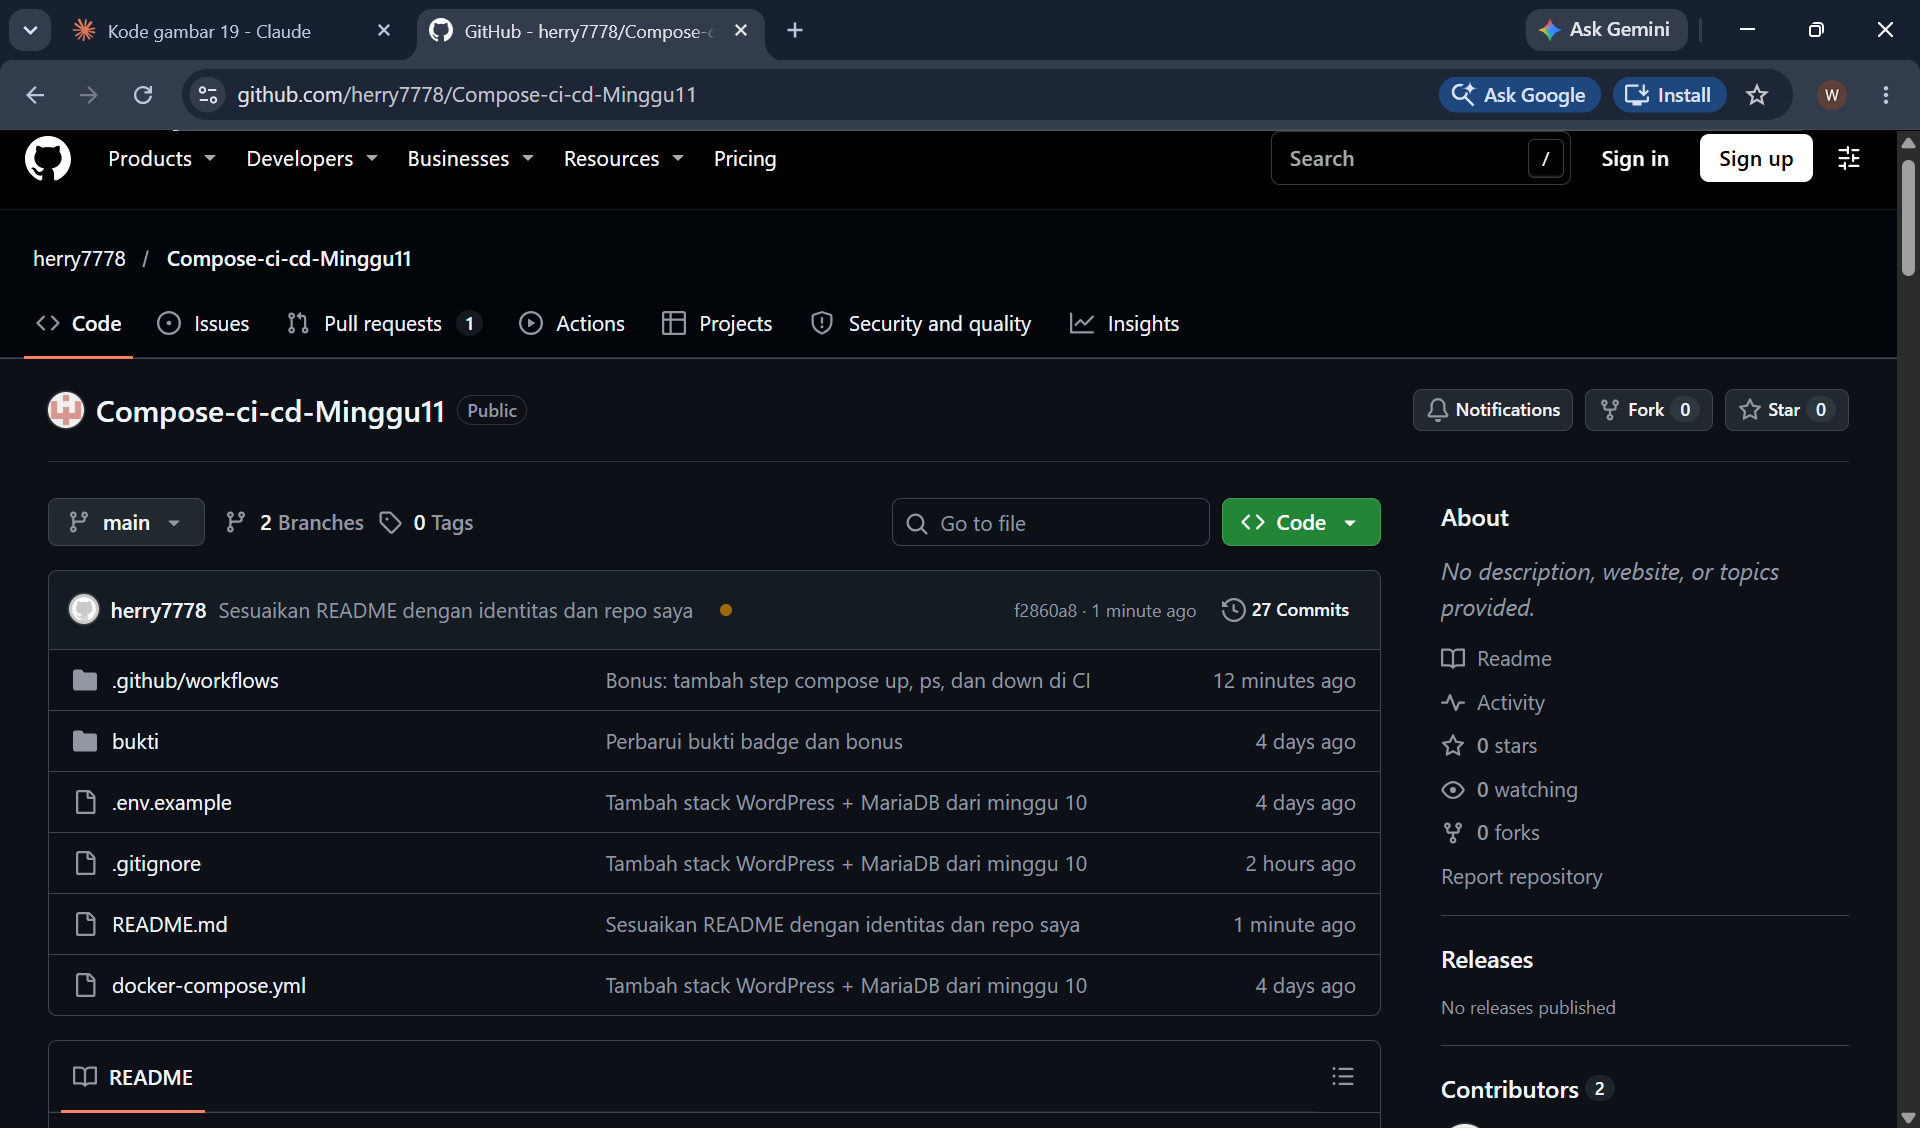 Kode gambar 19 - Claude
GitHub - herry7778/Compose-c
Ask Gemini
github.com/herry7778/Compose-ci-cd-Minggu11
Ask Google
Install
W
Products
Developers
Businesses
Resources
Pricing
Search
/
Sign in
Sign up
herry7778 / Compose-ci-cd-Minggu11
Code
Issues
Pull requests 1
Actions
Projects
Security and quality
Insights
Compose-ci-cd-Minggu11 Public
Notifications
Fork 0
Star 0
main
2 Branches
0 Tags
Go to file
Code
herry7778 Sesuaikan README dengan identitas dan repo saya f2860a8 · 1 minute ago 27 Commits
.github/workflows Bonus: tambah step compose up, ps, dan down di CI 12 minutes ago
bukti Perbarui bukti badge dan bonus 4 days ago
.env.example Tambah stack WordPress + MariaDB dari minggu 10 4 days ago
.gitignore Tambah stack WordPress + MariaDB dari minggu 10 2 hours ago
README.md Sesuaikan README dengan identitas dan repo saya 1 minute ago
docker-compose.yml Tambah stack WordPress + MariaDB dari minggu 10 4 days ago
README
About
No description, website, or topics
provided.
Readme
Activity
0 stars
0 watching
0 forks
Report repository
Releases
No releases published
Contributors 2